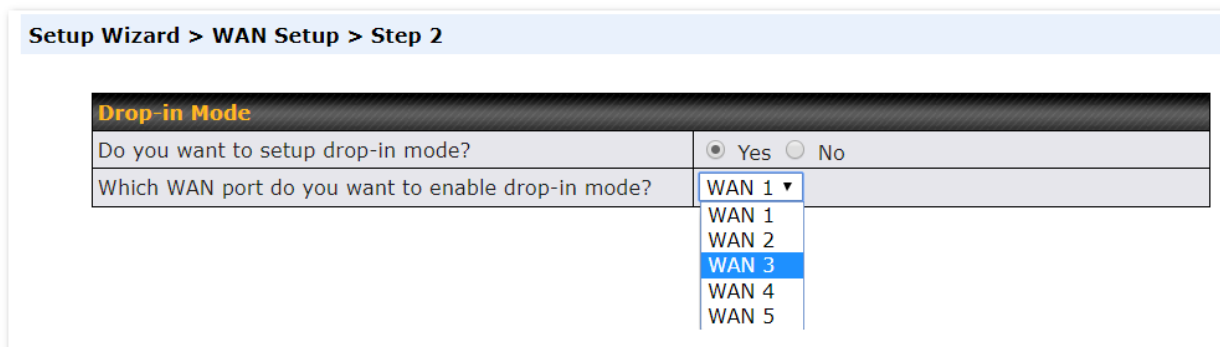 Setup Wizard > WAN Setup > Step 2
Drop-in Mode
Do you want to setup drop-in mode? Yes No
Which WAN port do you want to enable drop-in mode? WAN 1
WAN 1
WAN 2
WAN 3
WAN 4
WAN 5